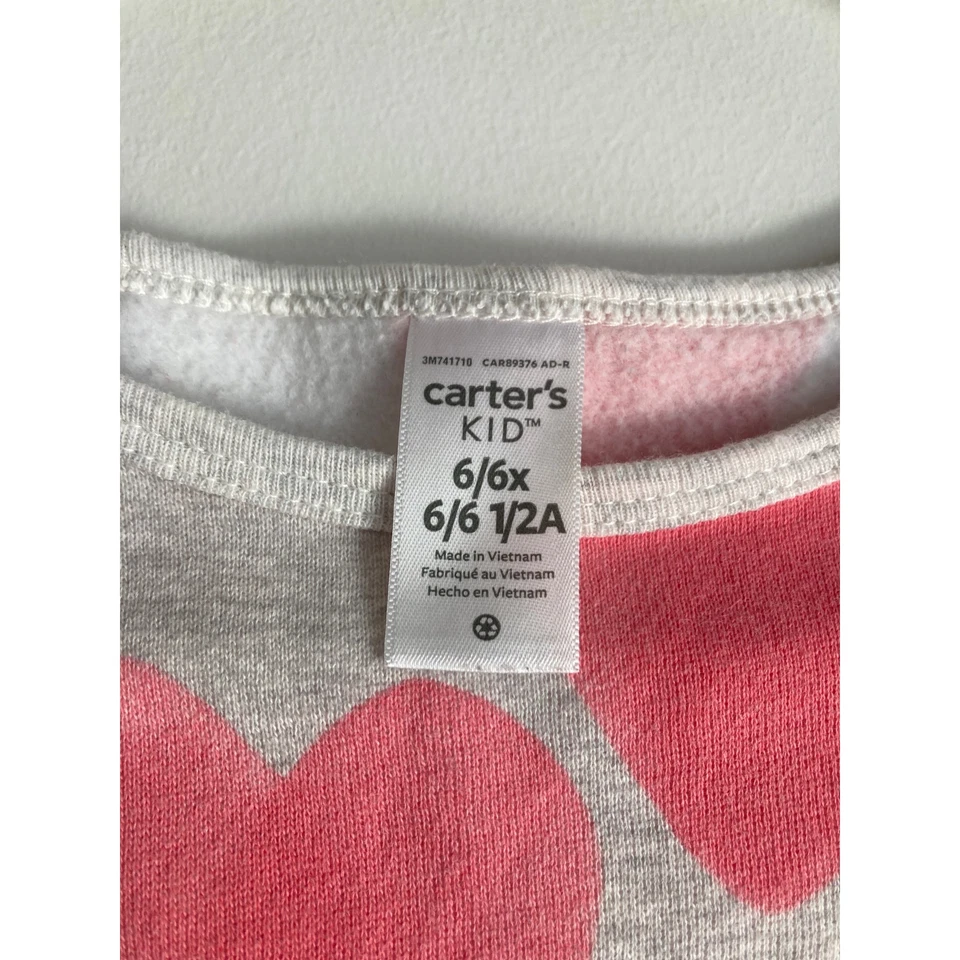 3M741710 CAR89376 AD-R
carter's
KID™
6/6x
6/6 1/2A
Made in Vietnam
Fabriqué au Vietnam
Hecho en Vietnam